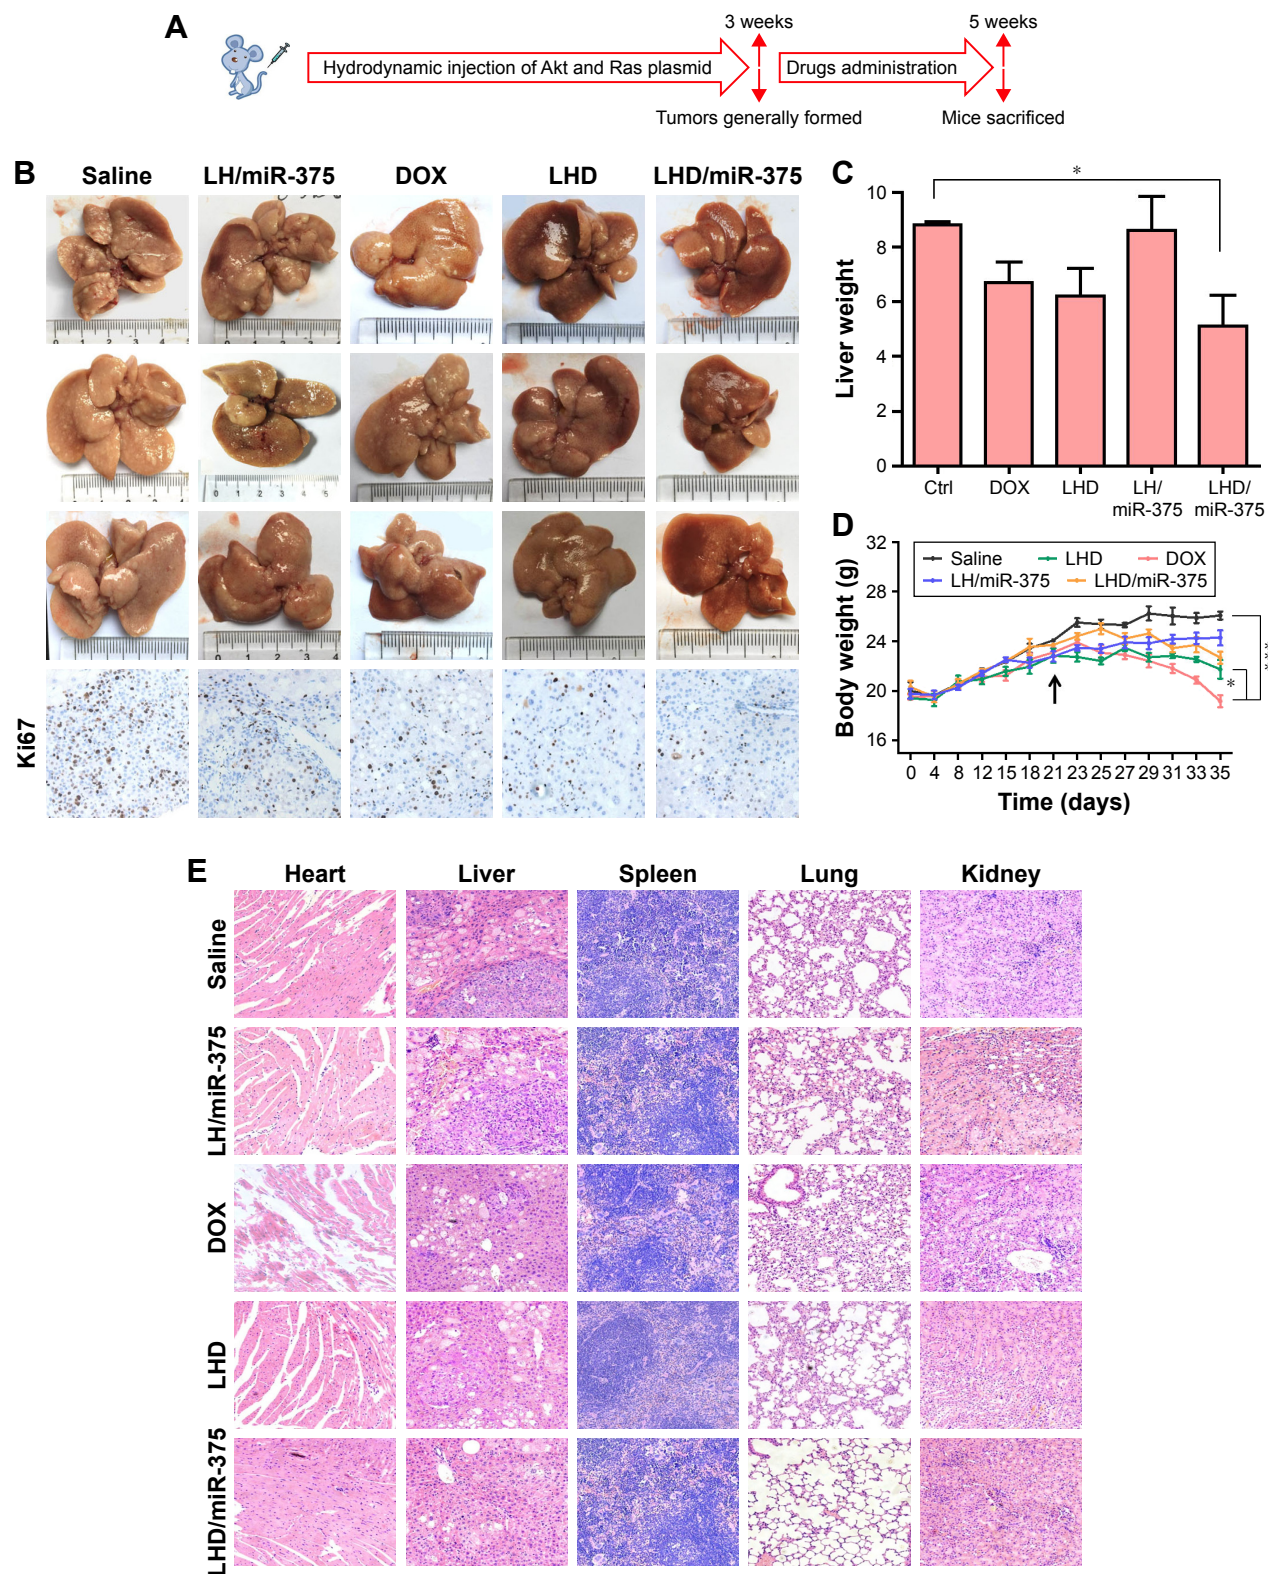 A
3 weeks
5 weeks
Hydrodynamic injection of Akt and Ras plasmid
Drugs administration
Tumors generally formed
Mice sacrificed
B
Saline
LH/miR-375
DOX
LHD
LHD/miR-375
Ki67
C
*
Liver weight
10
8
6
4
2
0
Ctrl
DOX
LHD
LH/
miR-375
LHD/
miR-375
D
Body weight (g)
32
28
24
20
16
Saline
LHD
DOX
LH/miR-375
LHD/miR-375
*
***
0 4 8 12 15 18 21 23 25 27 29 31 33 35
Time (days)
E
Heart
Liver
Spleen
Lung
Kidney
Saline
LH/miR-375
DOX
LHD
LHD/miR-375